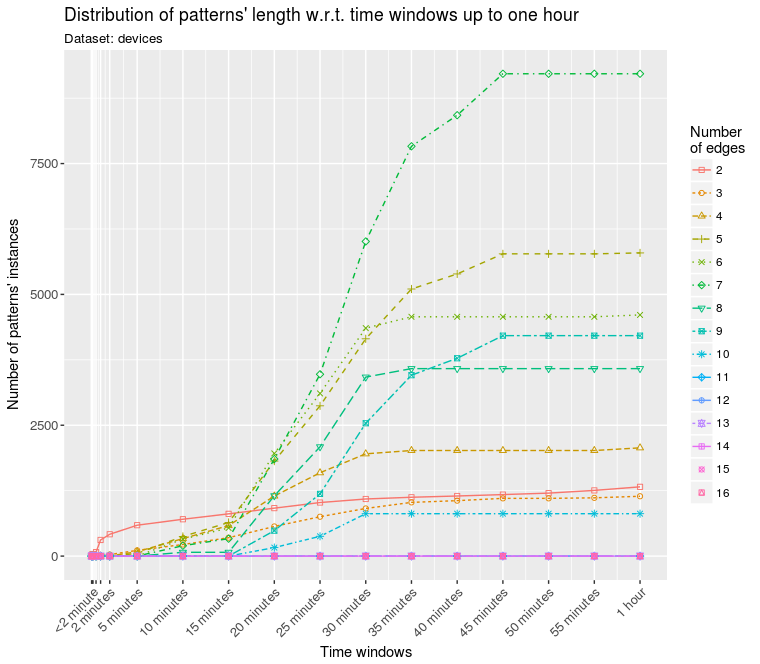 Distribution of patterns' length w.r.t. time windows up to one hour
Dataset: devices
Number of patterns' instances
7500
5000
2500
0
<2 minute
2 minutes
5 minutes
10 minutes
15 minutes
20 minutes
25 minutes
30 minutes
35 minutes
40 minutes
45 minutes
50 minutes
55 minutes
1 hour
Time windows
Number
of edges
2
3
4
5
6
7
8
9
10
11
12
13
14
15
16